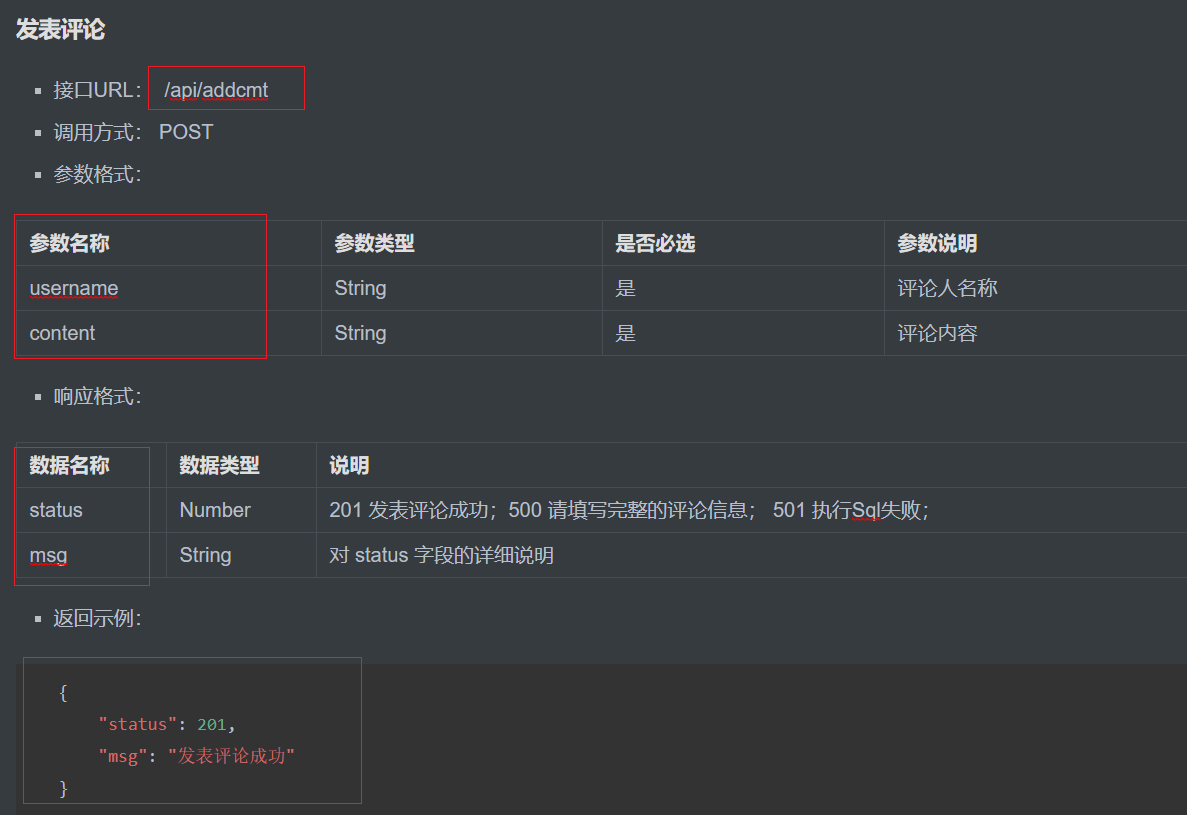 发表评论
接口URL： /api/addcmt
调用方式： POST
参数格式：
参数名称 参数类型 是否必选 参数说明
username String 是 评论人名称
content String 是 评论内容
响应格式：
数据名称 数据类型 说明
status Number 201 发表评论成功；500 请填写完整的评论信息； 501 执行Sql失败；
msg String 对 status 字段的详细说明
返回示例：
{
"status": 201,
"msg": "发表评论成功"
}